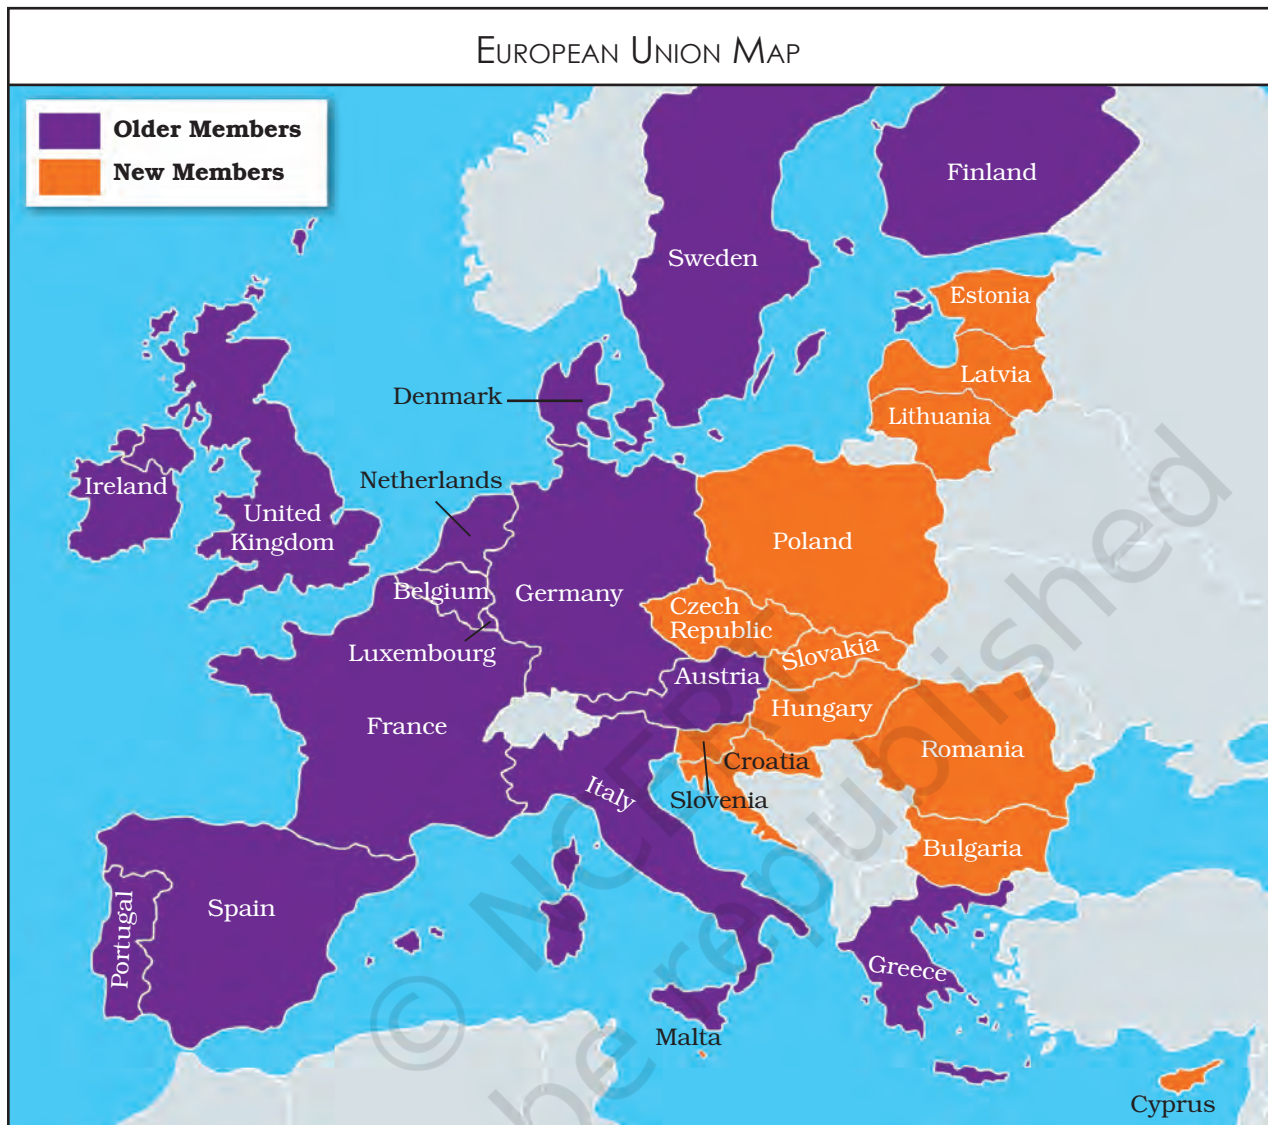 European Union Map
Older Members
New Members
Finland
Sweden
Estonia
Latvia
Lithuania
Denmark
Netherlands
Ireland
United
Kingdom
Poland
Belgium
Germany
Czech
Republic
Luxembourg
Slovakia
Austria
Hungary
France
Croatia
Romania
Italy
Slovenia
Bulgaria
Portugal
Spain
Greece
Malta
Cyprus
© NCERT
be republished